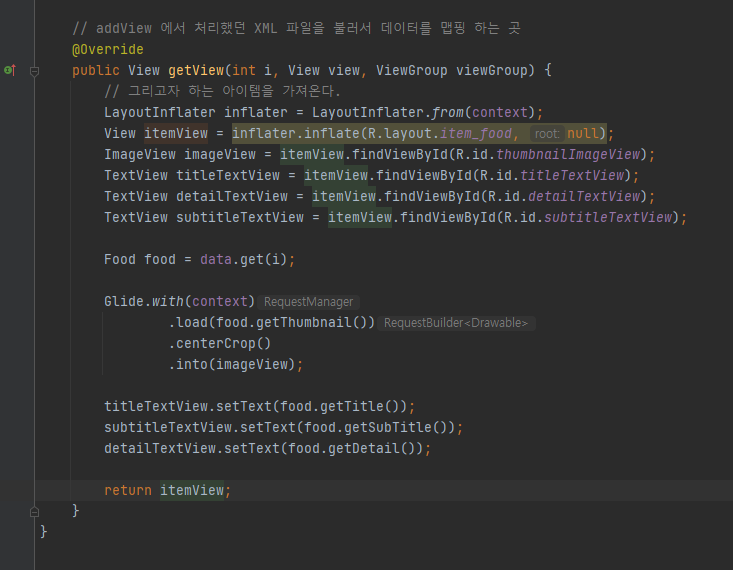 // addView 에서 처리했던 XML 파일을 불러서 데이터를 맵핑 하는 곳
@Override
public View getView(int i, View view, ViewGroup viewGroup) {
// 그리고자 하는 아이템을 가져온다.
LayoutInflater inflater = LayoutInflater.from(context);
View itemView = inflater.inflate(R.layout.item_food, root: null);
ImageView imageView = itemView.findViewById(R.id.thumbnailImageView);
TextView titleTextView = itemView.findViewById(R.id.titleTextView);
TextView detailTextView = itemView.findViewById(R.id.detailTextView);
TextView subtitleTextView = itemView.findViewById(R.id.subtitleTextView);
Food food = data.get(i);
Glide.with(context) RequestManager
.load(food.getThumbnail()) RequestBuilder<Drawable>
.centerCrop()
.into(imageView);
titleTextView.setText(food.getTitle());
subtitleTextView.setText(food.getSubTitle());
detailTextView.setText(food.getDetail());
return itemView;
}
}